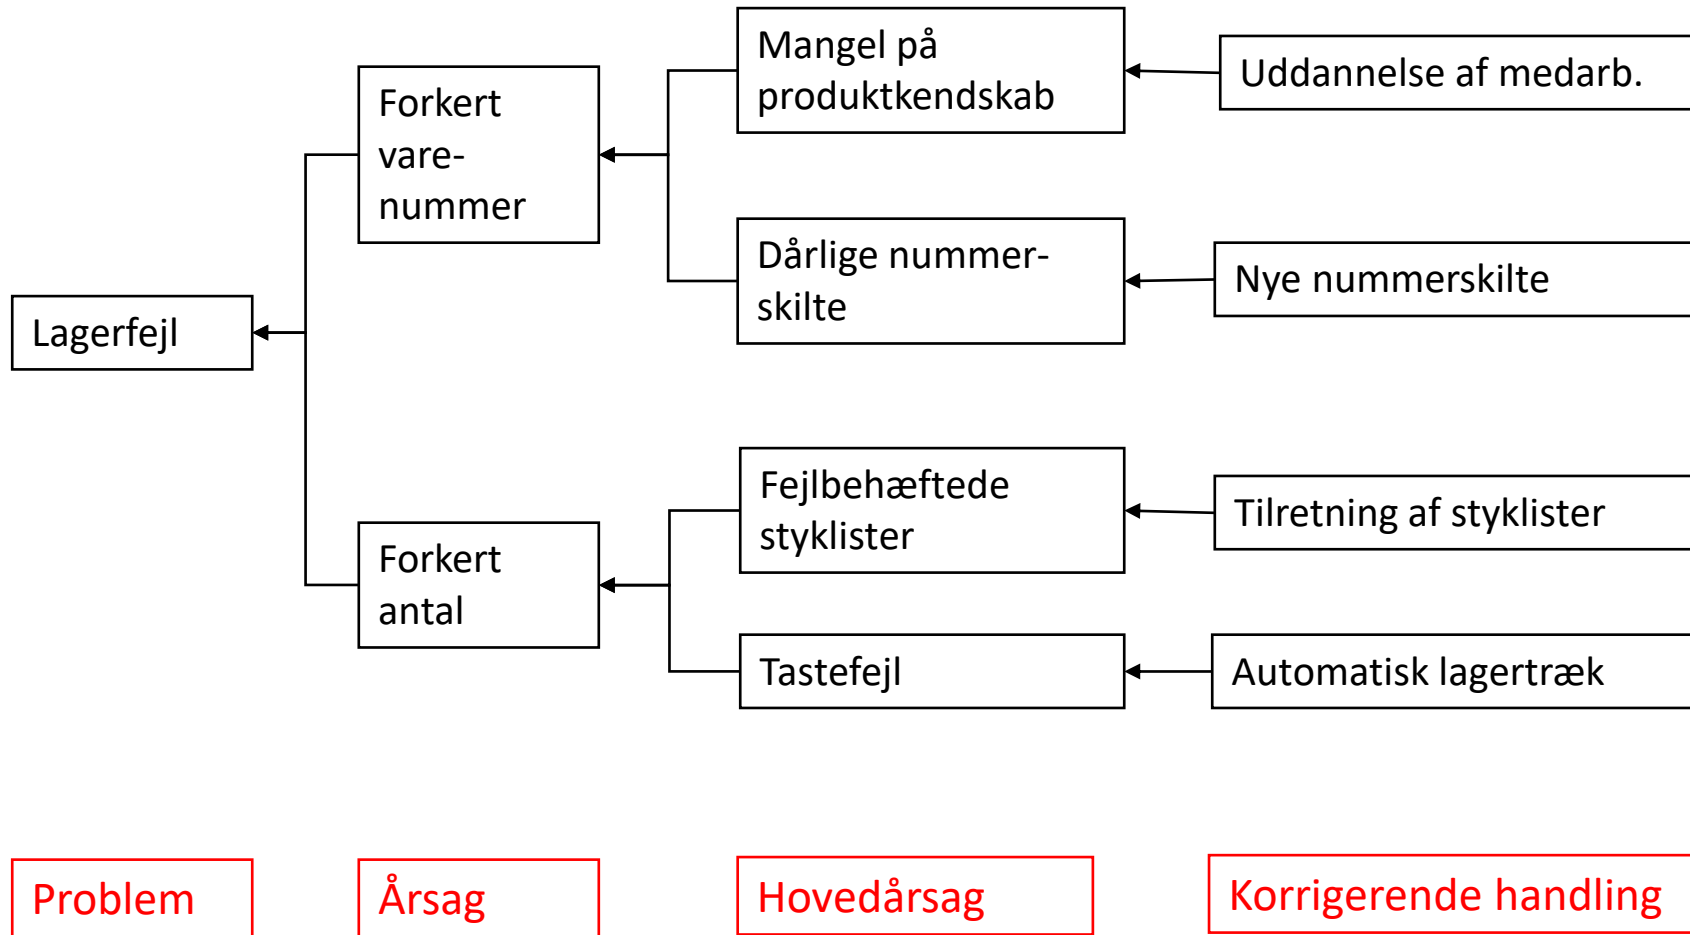 Mangel på
produktkendskab
Uddannelse af medarb.
Forkert
vare-
nummer
Dårlige nummer-
skilte
Nye nummerskilte
Lagerfejl
Fejlbehæftede
styklister
Tilretning af styklister
Forkert
antal
Tastefejl
Automatisk lagertræk
Problem
Årsag
Hovedårsag
Korrigerende handling